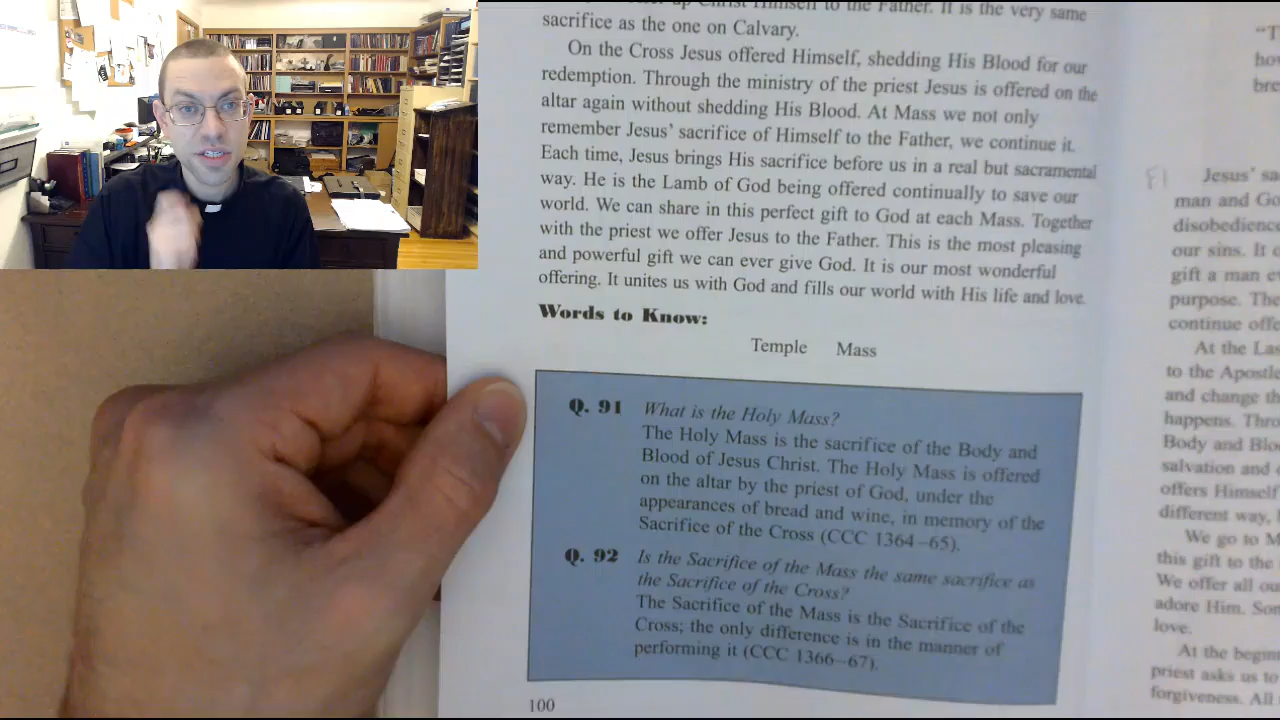 up Christ Himself to the Father. It is the very same
sacrifice as the one on Calvary.
On the Cross Jesus offered Himself, shedding His Blood for our
redemption. Through the ministry of the priest Jesus is offered on the
altar again without shedding His Blood. At Mass we not only
remember Jesus' sacrifice of Himself to the Father, we continue it.
Each time, Jesus brings His sacrifice before us in a real but sacramental
way. He is the Lamb of God being offered continually to save our
world. We can share in this perfect gift to God at each Mass. Together
with the priest we offer Jesus to the Father. This is the most pleasing
and powerful gift we can ever give God. It is our most wonderful
offering. It unites us with God and fills our world with His life and love.
Words to Know:
Temple Mass
Q. 91 What is the Holy Mass?
The Holy Mass is the sacrifice of the Body and
Blood of Jesus Christ. The Holy Mass is offered
on the altar by the priest of God, under the
appearances of bread and wine, in memory of the
Sacrifice of the Cross (CCC 1364–65).
Q. 92 Is the Sacrifice of the Mass the same sacrifice as
the Sacrifice of the Cross?
The Sacrifice of the Mass is the Sacrifice of the
Cross; the only difference is in the manner of
performing it (CCC 1366–67).
100
"T
how
bre
Jesus' sa
man and Go
disobedienc
our sins. It
gift a man e
purpose. The
continue offe
At the Las
to the Apostle
and change th
happens. Thro
Body and Blo
salvation and
offers Himself
different way,
We go to M
this gift to the
We offer all ou
adore Him. Som
love.
At the beginn
priest asks us to
forgiveness. All